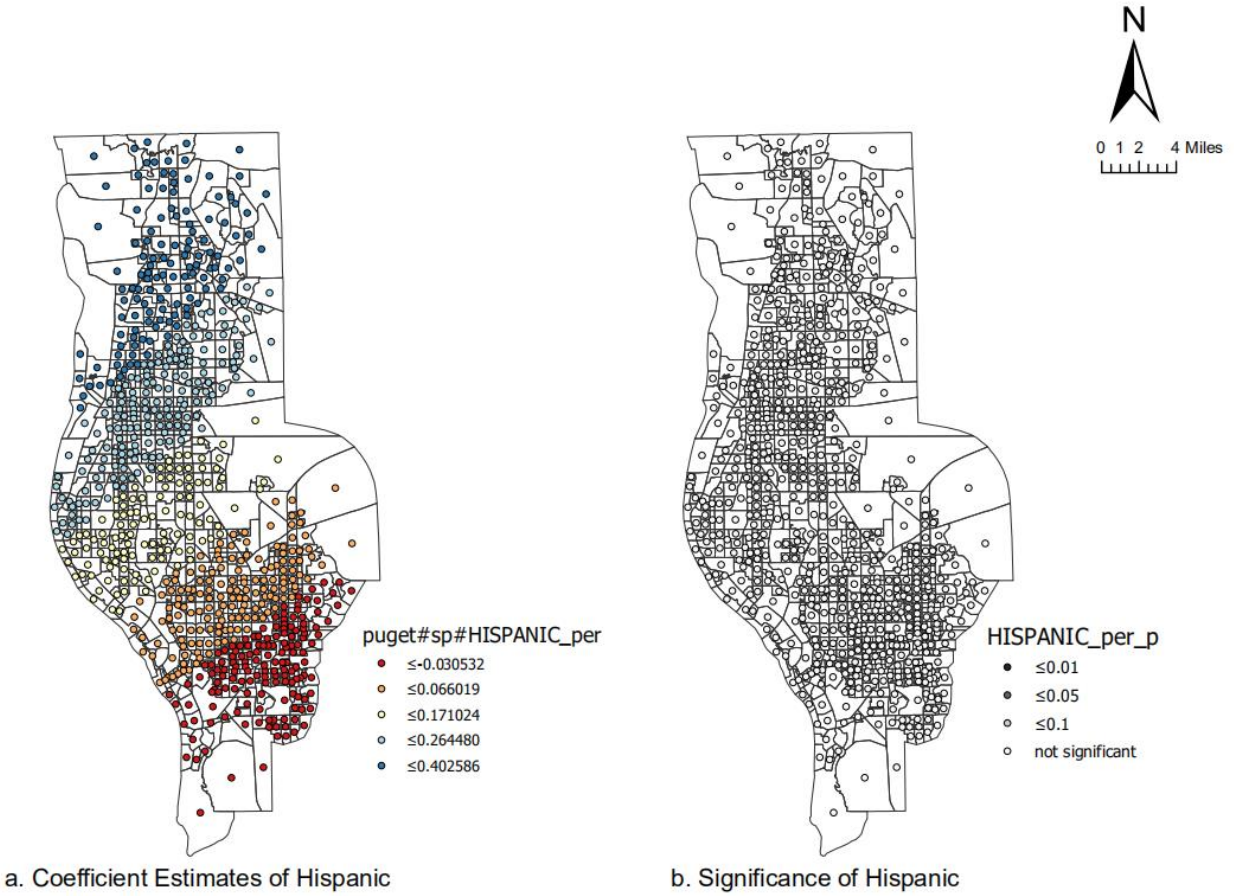 N
0 1 2 4 Miles
puget#sp#HISPANIC_per
≤-0.030532
≤0.066019
≤0.171024
≤0.264480
≤0.402586
HISPANIC_per_p
≤0.01
≤0.05
≤0.1
not significant
a. Coefficient Estimates of Hispanic
b. Significance of Hispanic